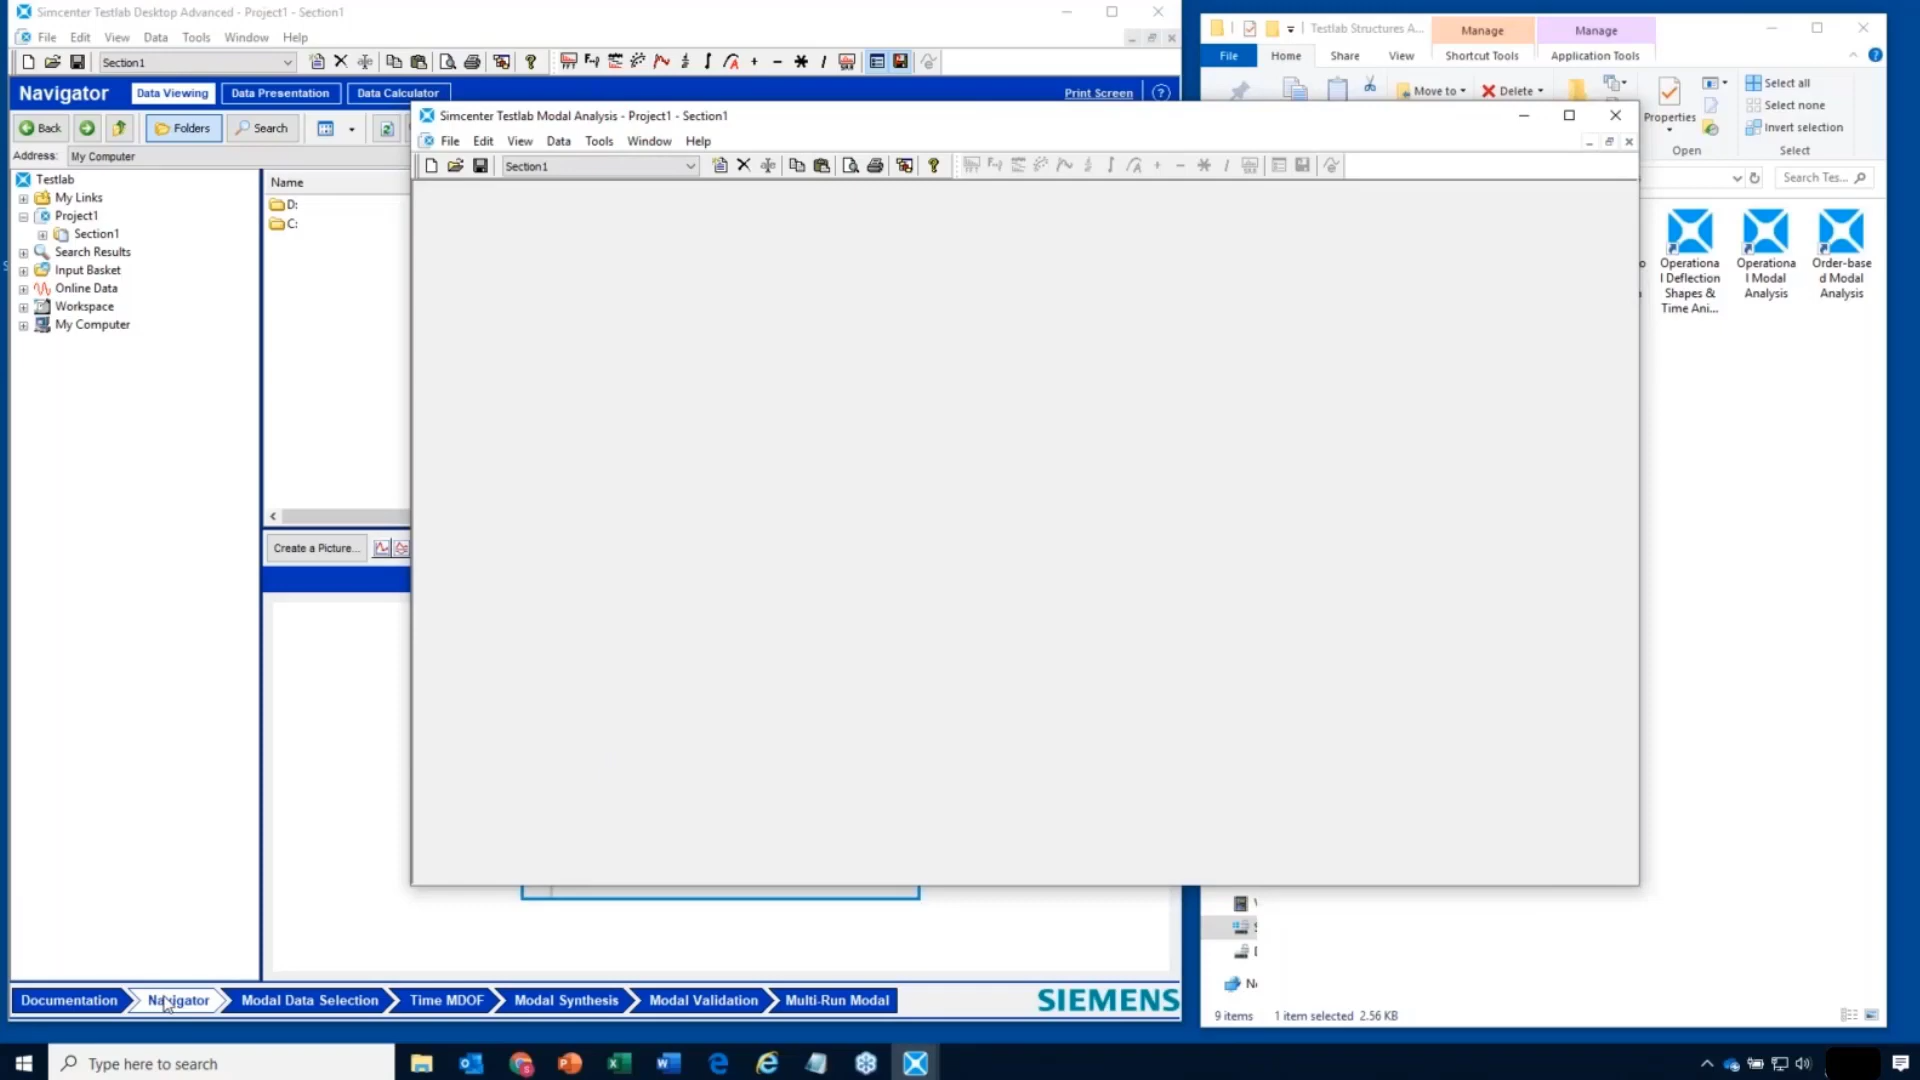 Simcenter Testlab Desktop Advanced - Project1 - Section1
File Edit View Data Tools Window Help
Section1
Navigator Data Viewing Data Presentation Data Calculator Print Screen
Back Folders Search
Address: My Computer
Testlab
My Links
Project1
Section1
Search Results
Input Basket
Online Data
Workspace
My Computer
Name
D:
C:
Create a Picture...
Simcenter Testlab Modal Analysis - Project1 - Section1
File Edit View Data Tools Window Help
Section1
Testlab Structures A... Manage Manage
File Home Share View Shortcut Tools Application Tools
Move to Delete
Properties
Open
Select all
Select none
Invert selection
Select
Search Tes...
Operationa
l Deflection
Shapes &
Time Ani...
Operationa
l Modal
Analysis
Order-base
d Modal
Analysis
9 items 1 item selected 2.56 KB
Documentation Navigator Modal Data Selection Time MDOF Modal Synthesis Modal Validation Multi-Run Modal SIEMENS
Type here to search